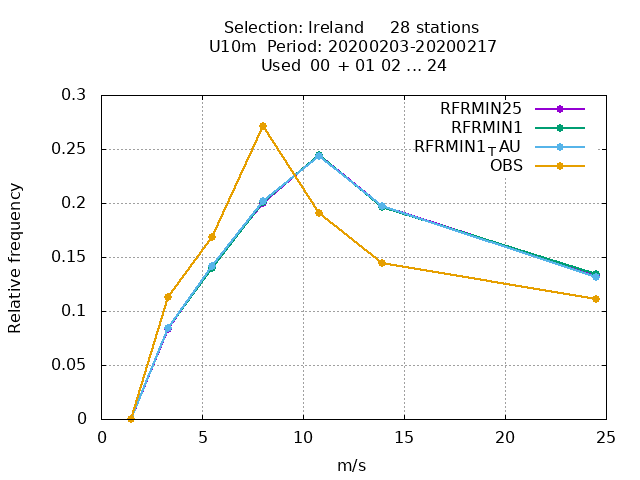 Selection: Ireland 28 stations
U10m Period: 20200203-20200217
Used 00 + 01 02 ... 24
RFRMIN25
RFRMIN1
RFRMIN1TAU
OBS
0.3
0.25
0.2
0.15
0.1
0.05
0
Relative frequency
0 5 10 15 20 25
m/s